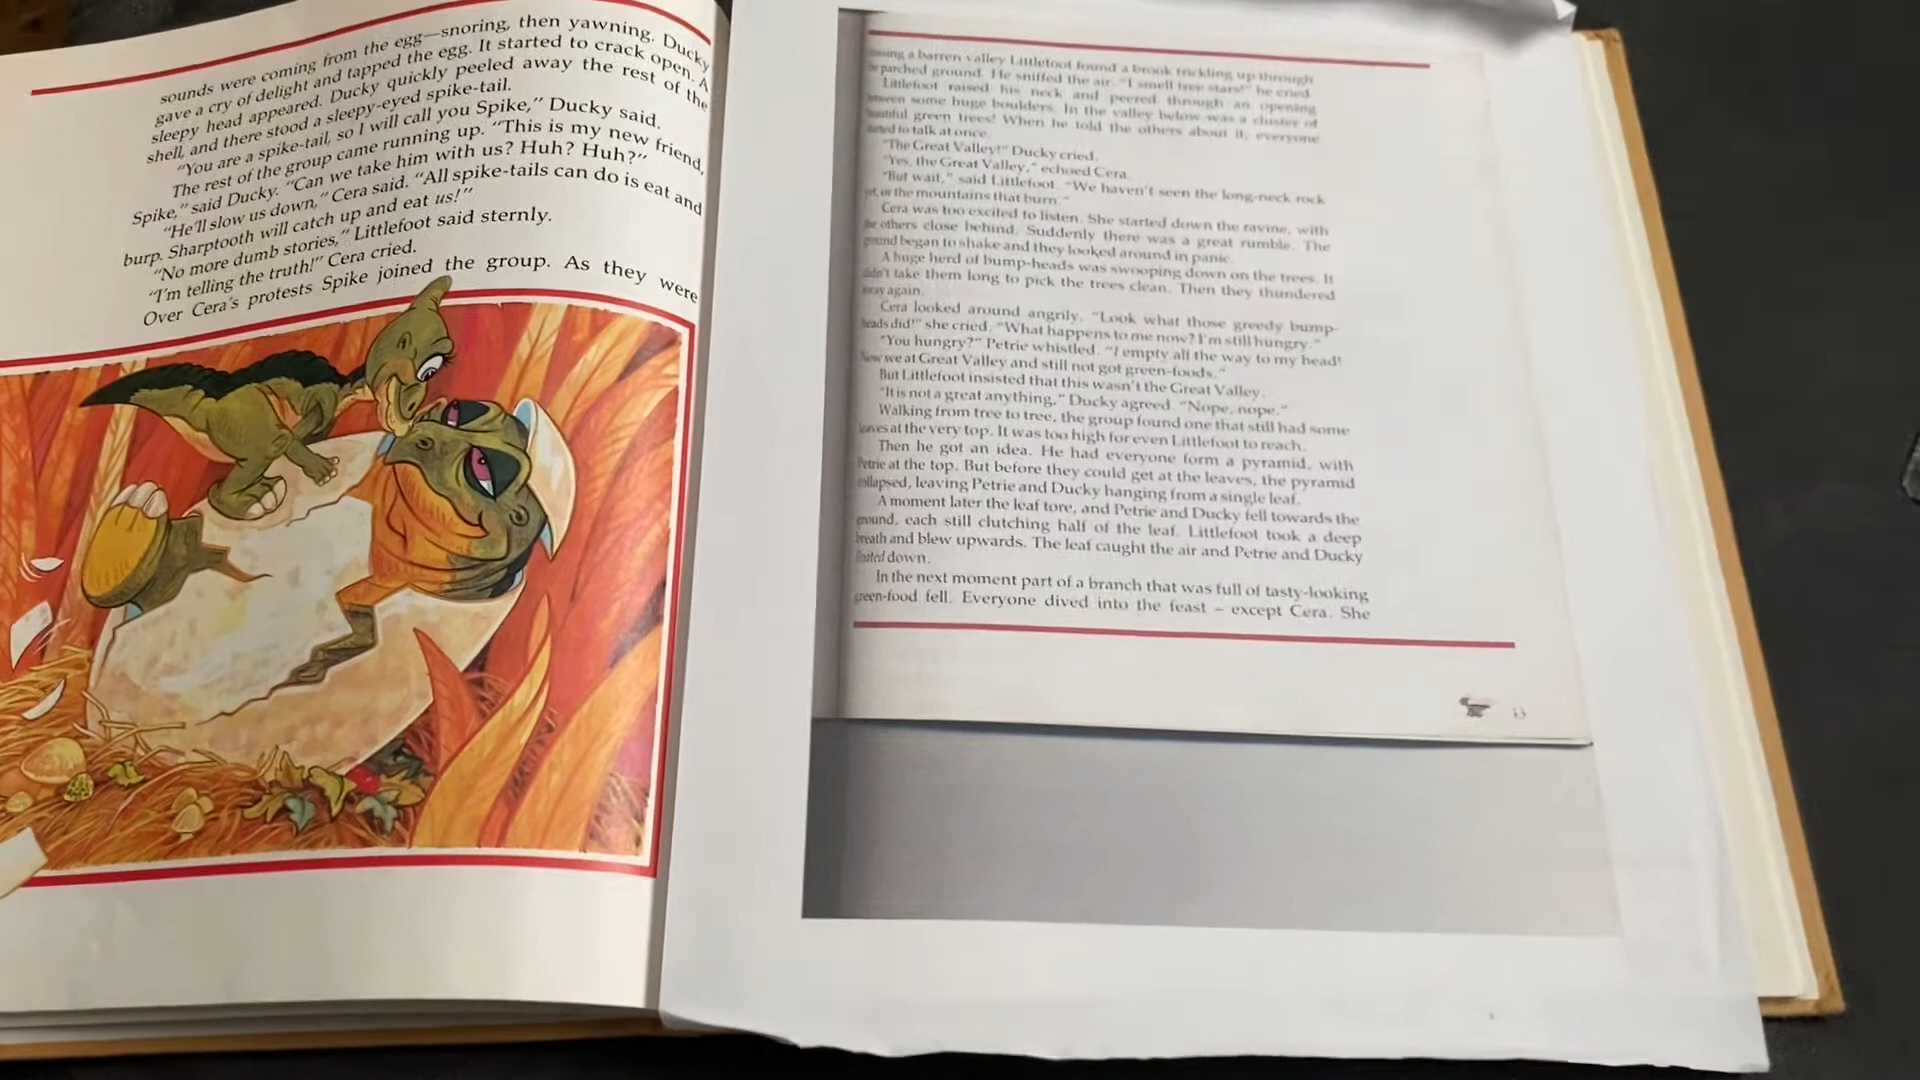 sounds were coming from the egg—snoring, then yawning. Ducky
gave a cry of delight and tapped the egg. It started to crack open. A
sleepy head appeared. Ducky quickly peeled away the rest of the
shell, and there stood a sleepy-eyed spike-tail.
"You are a spike-tail, so I will call you Spike," Ducky said.
The rest of the group came running up. "This is my new friend,
Spike," said Ducky. "Can we take him with us? Huh? Huh?"
"He'll slow us down," Cera said. "All spike-tails can do is eat and
burp. Sharptooth will catch up and eat us!"
"No more dumb stories," Littlefoot said sternly.
"I'm telling the truth!" Cera cried.
Over Cera's protests Spike joined the group. As they were
a barren valley Littlefoot found a brook trickling up through
parched ground. He sniffed the air. "I smell tree stars!" he cried.
Littlefoot raised his neck and peered through an opening
some huge boulders. In the valley below was a cluster of
green trees! When he told the others about it, everyone
to talk at once.
"The Great Valley!" Ducky cried.
"Yes, the Great Valley," echoed Cera.
"But wait," said Littlefoot. "We haven't seen the long-neck rock
or the mountains that burn."
Cera was too excited to listen. She started down the ravine, with
others close behind. Suddenly there was a great rumble. The
ground began to shake and they looked around in panic.
A huge herd of bump-heads was swooping down on the trees. It
didn't take them long to pick the trees clean. Then they thundered
away again.
Cera looked around angrily. "Look what those greedy bump-
heads did!" she cried. "What happens to me now? I'm still hungry."
"You hungry?" Petrie whistled. "I empty all the way to my head!
Now we at Great Valley and still not got green-foods."
But Littlefoot insisted that this wasn't the Great Valley.
"It is not a great anything," Ducky agreed. "Nope, nope."
Walking from tree to tree, the group found one that still had some
leaves at the very top. It was too high for even Littlefoot to reach.
Then he got an idea. He had everyone form a pyramid, with
Petrie at the top. But before they could get at the leaves, the pyramid
collapsed, leaving Petrie and Ducky hanging from a single leaf.
A moment later the leaf tore, and Petrie and Ducky fell towards the
ground, each still clutching half of the leaf. Littlefoot took a deep
breath and blew upwards. The leaf caught the air and Petrie and Ducky
floated down.
In the next moment part of a branch that was full of tasty-looking
green-food fell. Everyone dived into the feast – except Cera. She